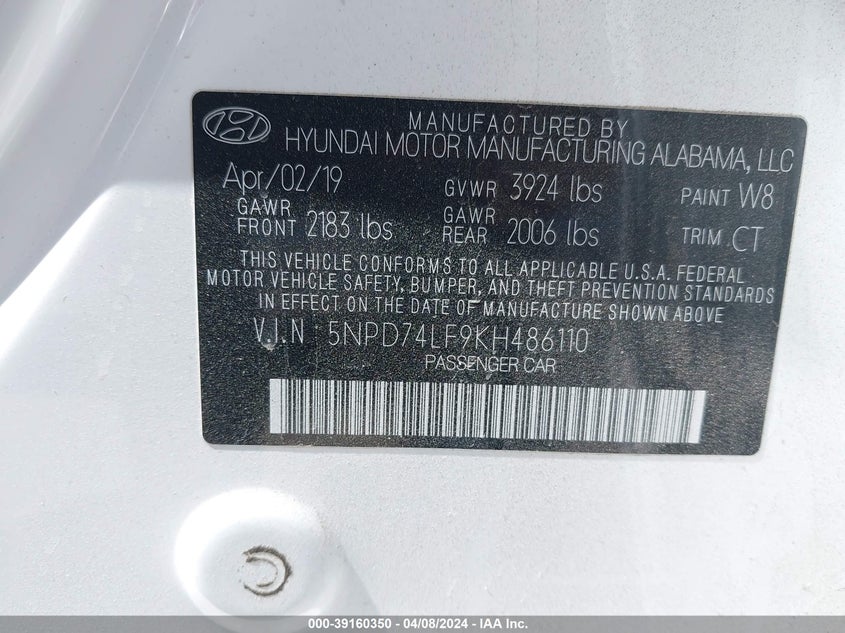 MANUFACTURED BY
HYUNDAI MOTOR MANUFACTURING ALABAMA, LLC
Apr/02/19 GVWR 3924 lbs PAINT W8
GAWR FRONT 2183 lbs GAWR REAR 2006 lbs TRIM CT
THIS VEHICLE CONFORMS TO ALL APPLICABLE U.S.A. FEDERAL
MOTOR VEHICLE SAFETY, BUMPER, AND THEFT PREVENTION STANDARDS
IN EFFECT ON THE DATE OF MANUFACTURE SHOWN ABOVE.
V.I.N 5NPD74LF9KH486110
PASSENGER CAR
000-39160350 - 04/08/2024 - IAA Inc.